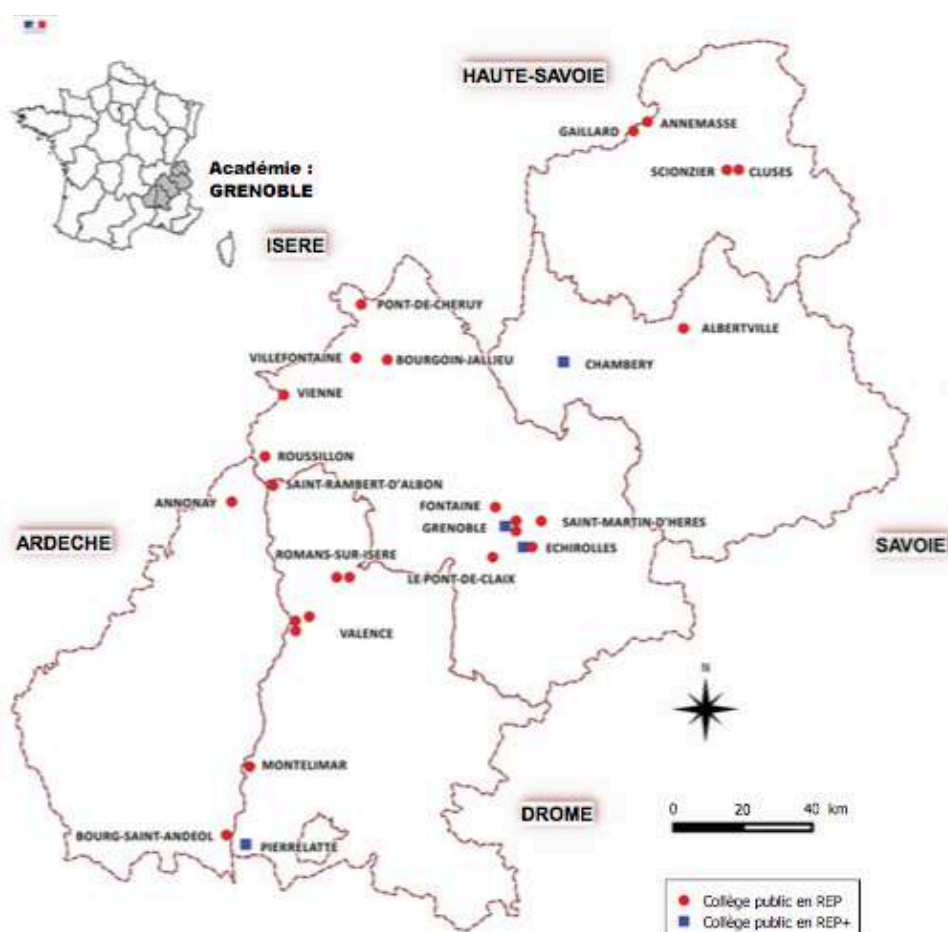 HAUTE-SAVOIE
ANNEMASSE
GAILLARD
Académie :
GRENOBLE
SCIONZIER
CLUSES
ISERE
PONT-DE-CHERUY
ALBERTVILLE
VILLEFONTAINE
BOURGOIN-JALLIEU
CHAMBERY
VIENNE
ROUSSILLON
SAINT-RAMBERT-D'ALBON
ANNONAY
FONTAINE
GRENOBLE
SAINT-MARTIN-D'HERES
ARDECHE
SAVOIE
ECHIROLLES
ROMANS-SUR-ISERE
LE PONT-DE-CLAIX
VALENCE
N
MONTELIMAR
DROME
0 20 40 km
BOURG-SAINT-ANDEOL
PIERRELATTE
Collège public en REP
Collège public en REP+